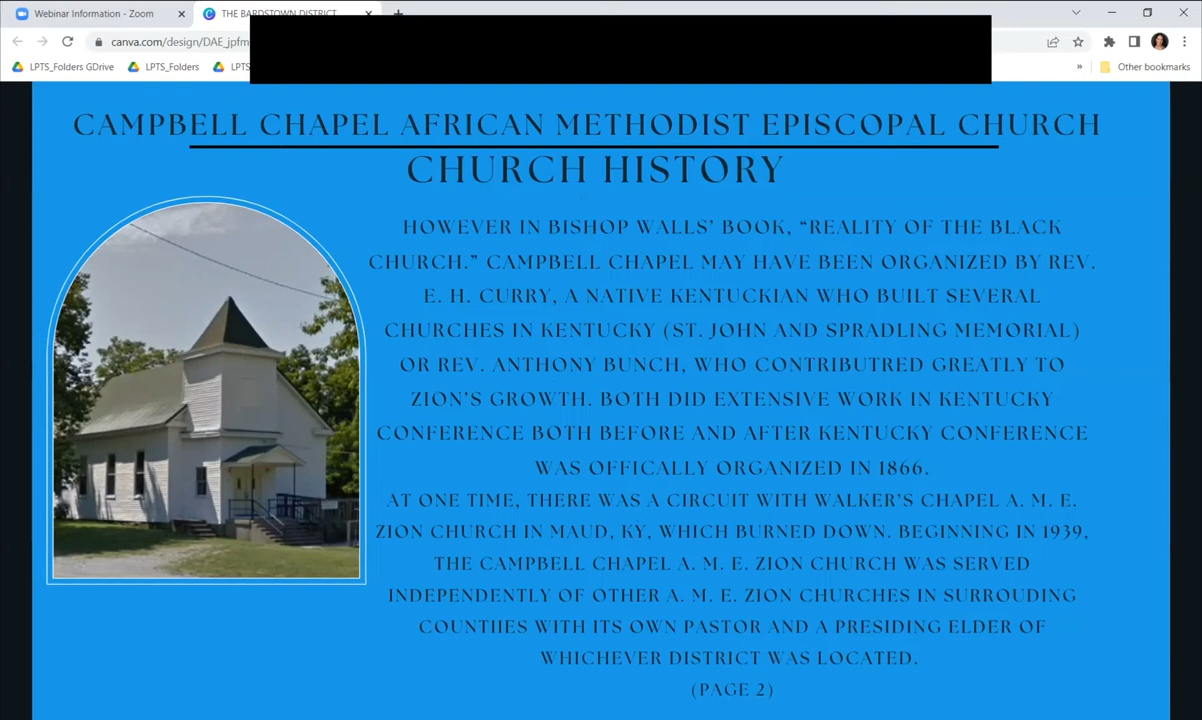 Webinar Information - Zoom
THE BARDSTOWN DISTRICT
canva.com/design/DAE_jpfm
LPTS_Folders GDrive
LPTS_Folders
LPTS
»
Other bookmarks
CAMPBELL CHAPEL AFRICAN METHODIST EPISCOPAL CHURCH
CHURCH HISTORY
HOWEVER IN BISHOP WALLS' BOOK, “REALITY OF THE BLACK
CHURCH.” CAMPBELL CHAPEL MAY HAVE BEEN ORGANIZED BY REV.
E. H. CURRY, A NATIVE KENTUCKIAN WHO BUILT SEVERAL
CHURCHES IN KENTUCKY (ST. JOHN AND SPRADLING MEMORIAL)
OR REV. ANTHONY BUNCH, WHO CONTRIBUTRED GREATLY TO
ZION'S GROWTH. BOTH DID EXTENSIVE WORK IN KENTUCKY
CONFERENCE BOTH BEFORE AND AFTER KENTUCKY CONFERENCE
WAS OFFICALLY ORGANIZED IN 1866.
AT ONE TIME, THERE WAS A CIRCUIT WITH WALKER'S CHAPEL A. M. E.
ZION CHURCH IN MAUD, KY, WHICH BURNED DOWN. BEGINNING IN 1939,
THE CAMPBELL CHAPEL A. M. E. ZION CHURCH WAS SERVED
INDEPENDENTLY OF OTHER A. M. E. ZION CHURCHES IN SURROUDING
COUNTIIES WITH ITS OWN PASTOR AND A PRESIDING ELDER OF
WHICHEVER DISTRICT WAS LOCATED.
(PAGE 2)